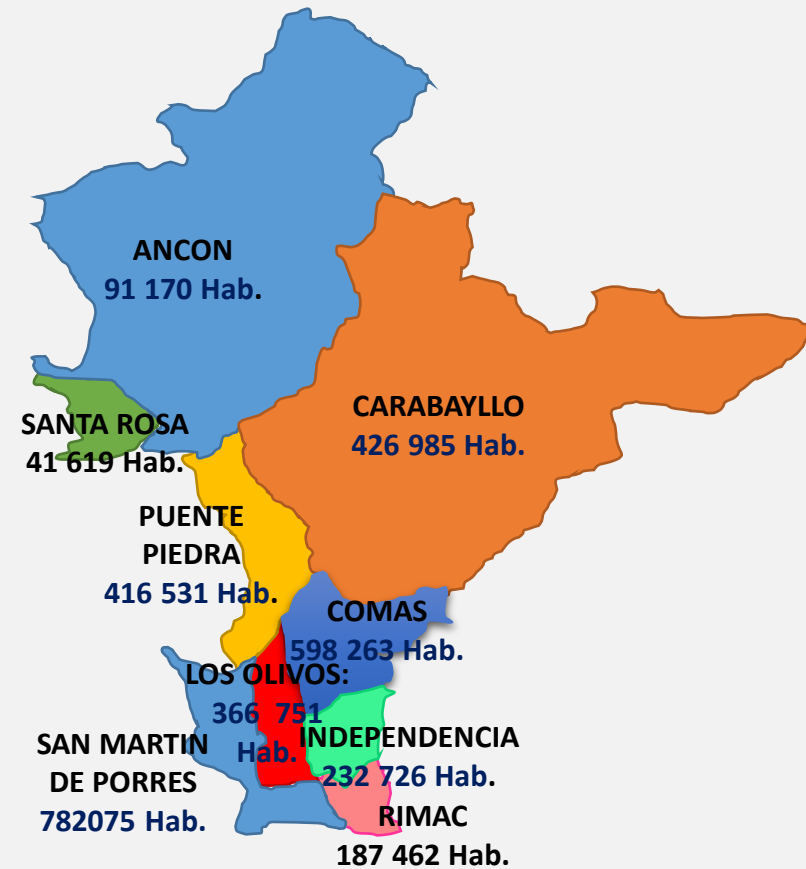 ANCON
91 170 Hab.
CARABAYLLO
426 985 Hab.
SANTA ROSA
41 619 Hab.
PUENTE
PIEDRA
416 531 Hab.
COMAS
598 263 Hab.
LOS OLIVOS:
366 751
Hab.
INDEPENDENCIA
232 726 Hab.
SAN MARTIN
DE PORRES
782075 Hab.
RIMAC
187 462 Hab.